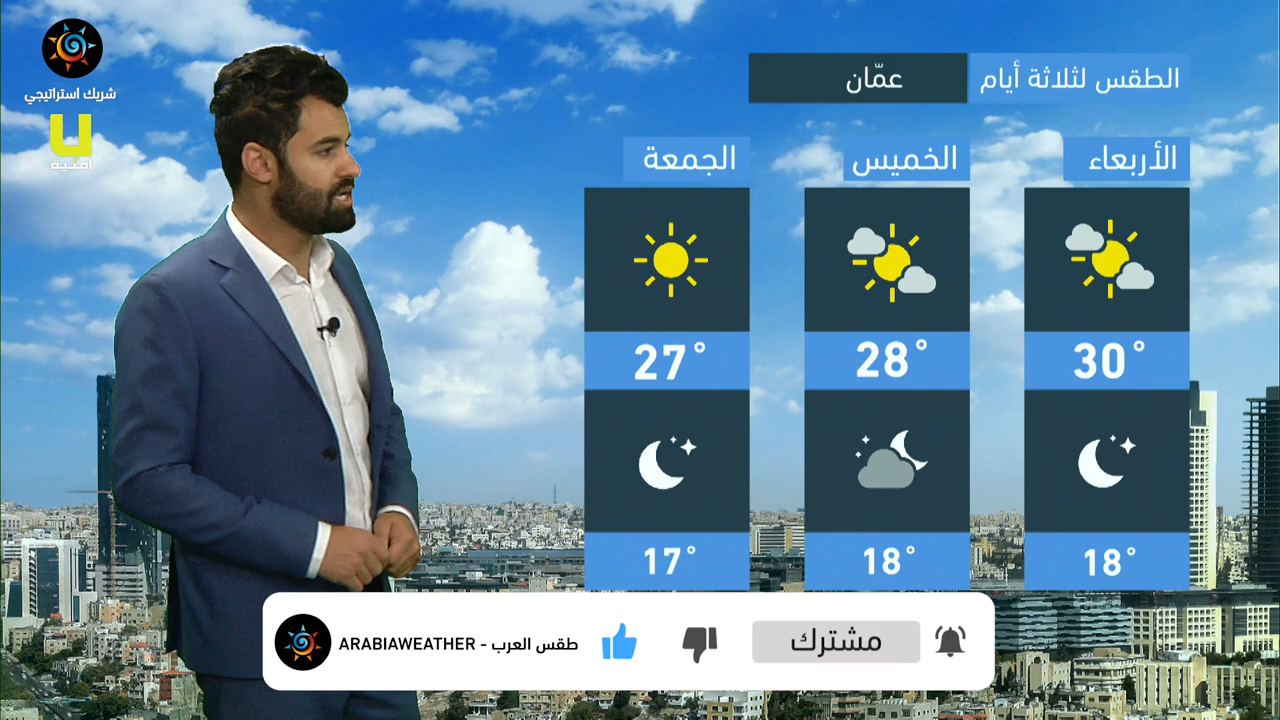 شريك استراتيجي
أمنية
الطقس لثلاثة أيام
عمّان
الأربعاء
الخميس
الجمعة
30°
28°
27°
18°
18°
17°
ARABIAWEATHER - طقس العرب
مشترك